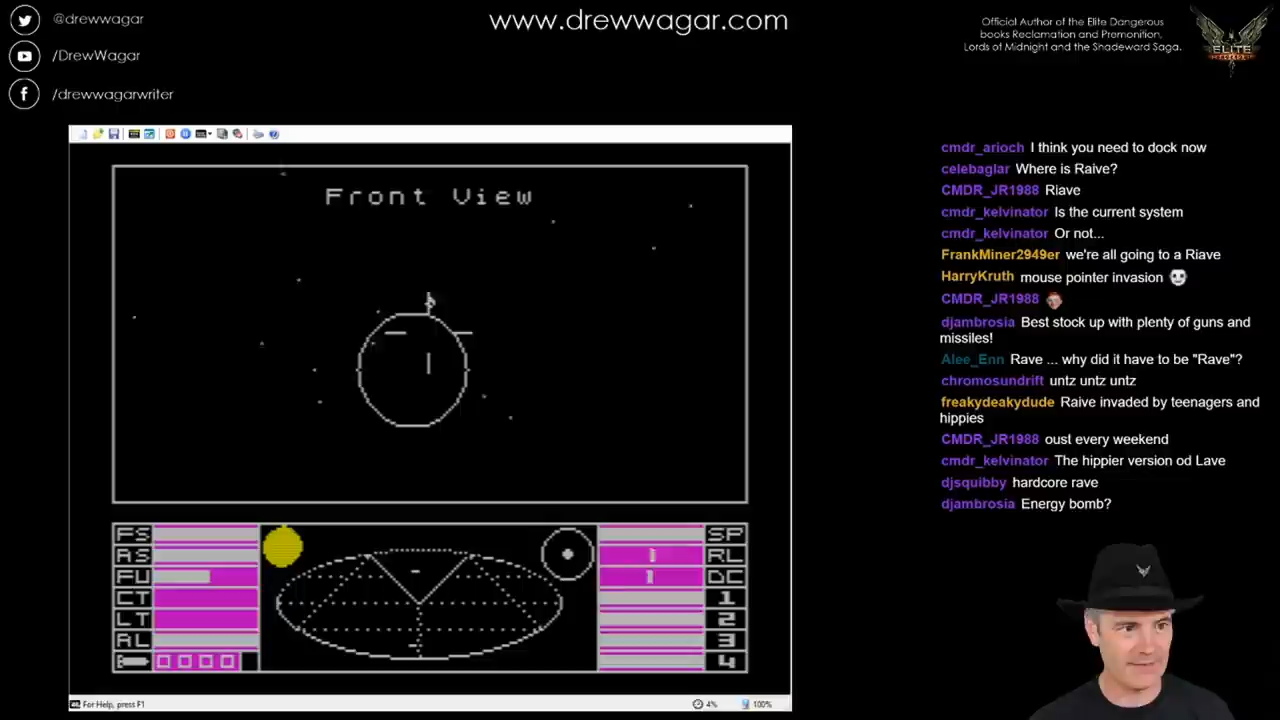 @drewwagar
/DrewWagar
/drewwagarwriter
www.drewwagar.com
Official Author of the Elite Dangerous
books Reclamation and Premonition,
Lords of Midnight and the Shadeward Saga.
ELITE
Front View
FS
AS
FU
CT
LT
AL
SP
RL
DC
1
2
3
4
For Help, press F1
4%
100%
cmdr_arioch I think you need to dock now
celebaglar Where is Raive?
CMDR_JR1988 Riave
cmdr_kelvinator Is the current system
cmdr_kelvinator Or not...
FrankMiner2949er we're all going to a Riave
HarryKruth mouse pointer invasion
CMDR_JR1988
djambrosia Best stock up with plenty of guns and
missiles!
Alee_Enn Rave ... why did it have to be "Rave"?
chromosundrift untz untz untz
freakydeakydude Raive invaded by teenagers and
hippies
CMDR_JR1988 oust every weekend
cmdr_kelvinator The hippier version od Lave
djsquibby hardcore rave
djambrosia Energy bomb?